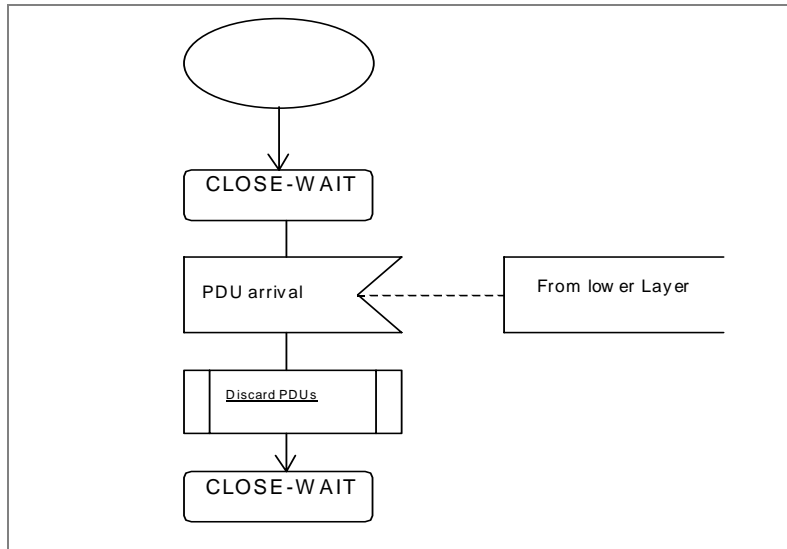 CLOSE-WAIT
PDU arrival
From lower Layer
Discard PDUs
CLOSE-WAIT